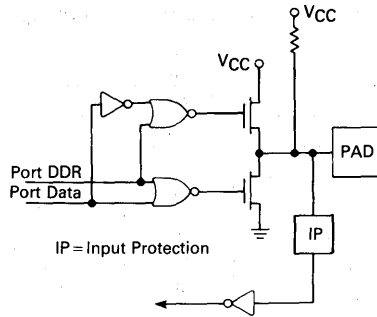 VCC
VCC
PAD
Port DDR
Port Data
IP
IP=Input Protection